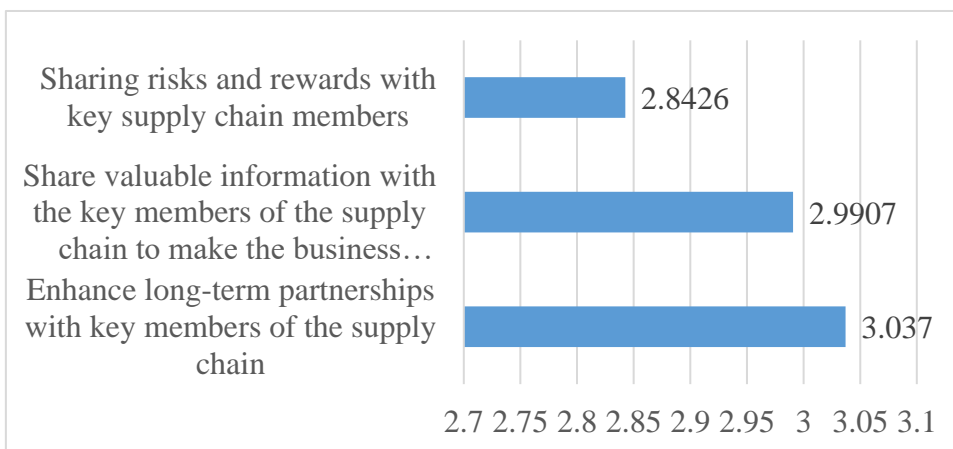 Sharing risks and rewards with
key supply chain members
2.8426
Share valuable information with
the key members of the supply
chain to make the business…
2.9907
Enhance long-term partnerships
with key members of the supply
chain
3.037
2.7 2.75 2.8 2.85 2.9 2.95 3 3.05 3.1